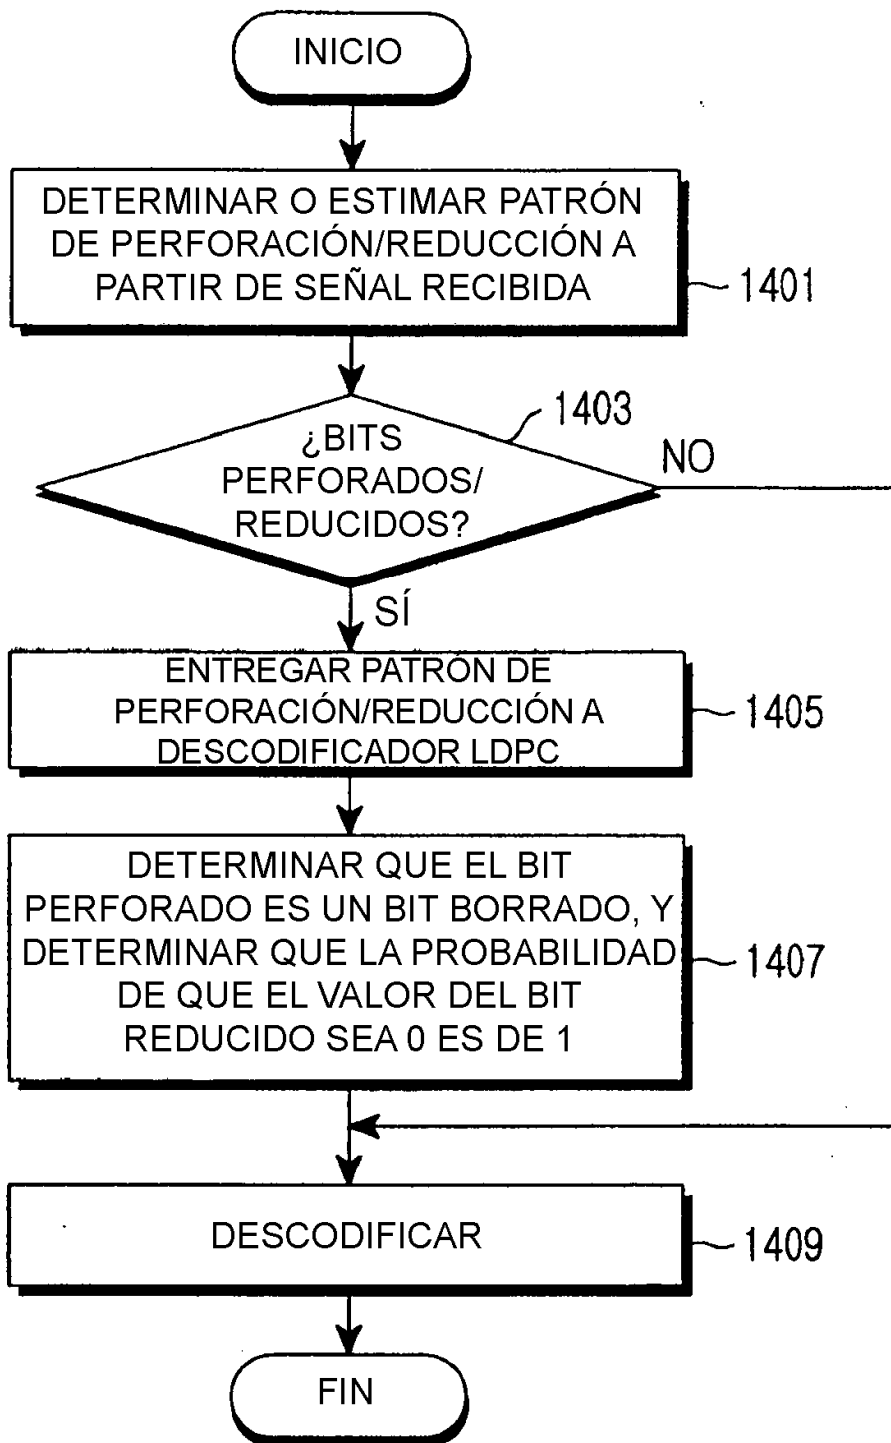 INICIO
DETERMINAR O ESTIMAR PATRÓN
DE PERFORACIÓN/REDUCCIÓN A
PARTIR DE SEÑAL RECIBIDA
1401
1403
¿BITS
PERFORADOS/
REDUCIDOS?
NO
SÍ
ENTREGAR PATRÓN DE
PERFORACIÓN/REDUCCIÓN A
DESCODIFICADOR LDPC
1405
DETERMINAR QUE EL BIT
PERFORADO ES UN BIT BORRADO, Y
DETERMINAR QUE LA PROBABILIDAD
DE QUE EL VALOR DEL BIT
REDUCIDO SEA 0 ES DE 1
1407
DESCODIFICAR
1409
FIN